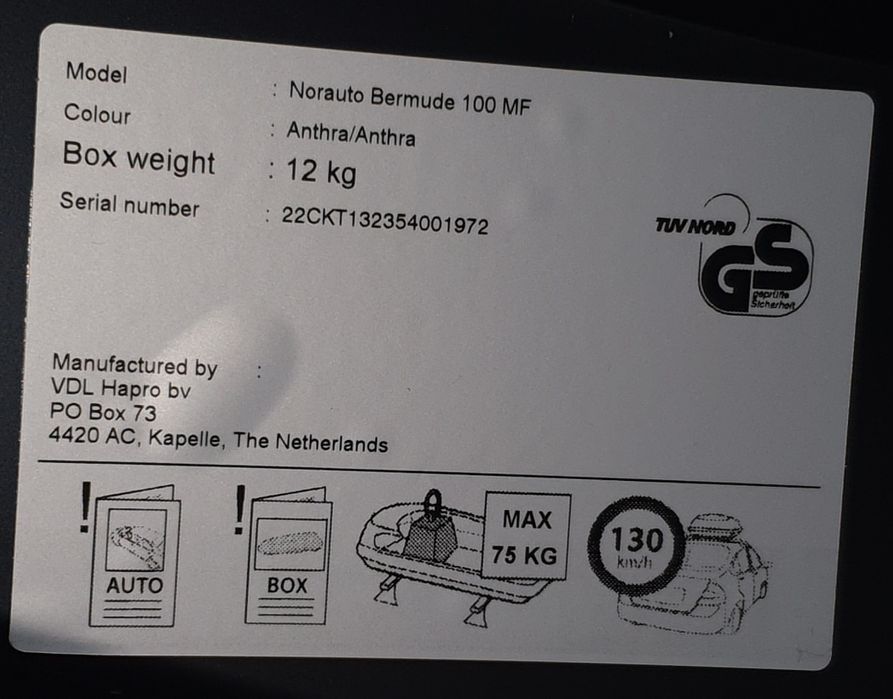 Model : Norauto Bermude 100 MF
Colour : Anthra/Anthra
Box weight : 12 kg
Serial number : 22CKT132354001972
TUV NORD
GS
geprüfte
Sicherheit
Manufactured by :
VDL Hapro bv
PO Box 73
4420 AC, Kapelle, The Netherlands
! AUTO
! BOX
MAX
75 KG
130
km/h